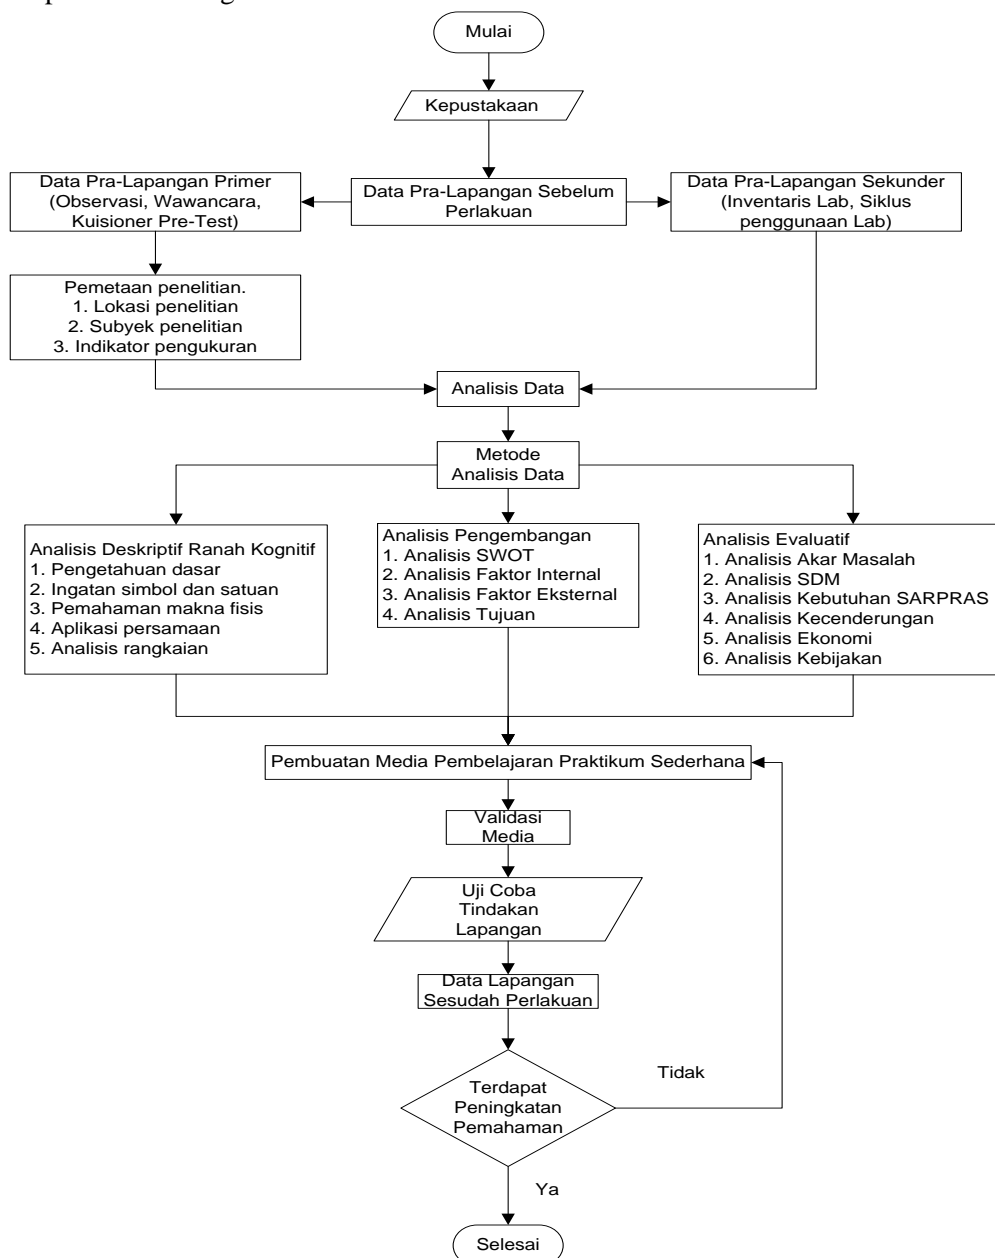 Mulai
Kepustakaan
Data Pra-Lapangan Primer
(Observasi, Wawancara,
Kuisioner Pre-Test)
Data Pra-Lapangan Sebelum
Perlakuan
Data Pra-Lapangan Sekunder
(Inventaris Lab, Siklus
penggunaan Lab)
Pemetaan penelitian.
1. Lokasi penelitian
2. Subyek penelitian
3. Indikator pengukuran
Analisis Data
Metode
Analisis Data
Analisis Deskriptif Ranah Kognitif
1. Pengetahuan dasar
2. Ingatan simbol dan satuan
3. Pemahaman makna fisis
4. Aplikasi persamaan
5. Analisis rangkaian
Analisis Pengembangan
1. Analisis SWOT
2. Analisis Faktor Internal
3. Analisis Faktor Eksternal
4. Analisis Tujuan
Analisis Evaluatif
1. Analisis Akar Masalah
2. Analisis SDM
3. Analisis Kebutuhan SARPRAS
4. Analisis Kecenderungan
5. Analisis Ekonomi
6. Analisis Kebijakan
Pembuatan Media Pembelajaran Praktikum Sederhana
Validasi
Media
Uji Coba
Tindakan
Lapangan
Data Lapangan
Sesudah Perlakuan
Terdapat
Peningkatan
Pemahaman
Tidak
Ya
Selesai